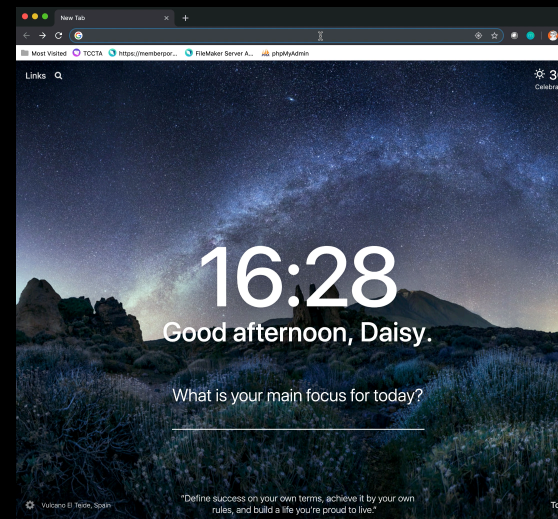 New Tab
Most Visited TCCTA https://memberpor... FileMaker Server A... phpMyAdmin
Links
Celebra
16:28
Good afternoon, Daisy.
What is your main focus for today?
Vulcano El Teide, Spain
"Define success on your own terms, achieve it by your own
rules, and build a life you're proud to live."
To